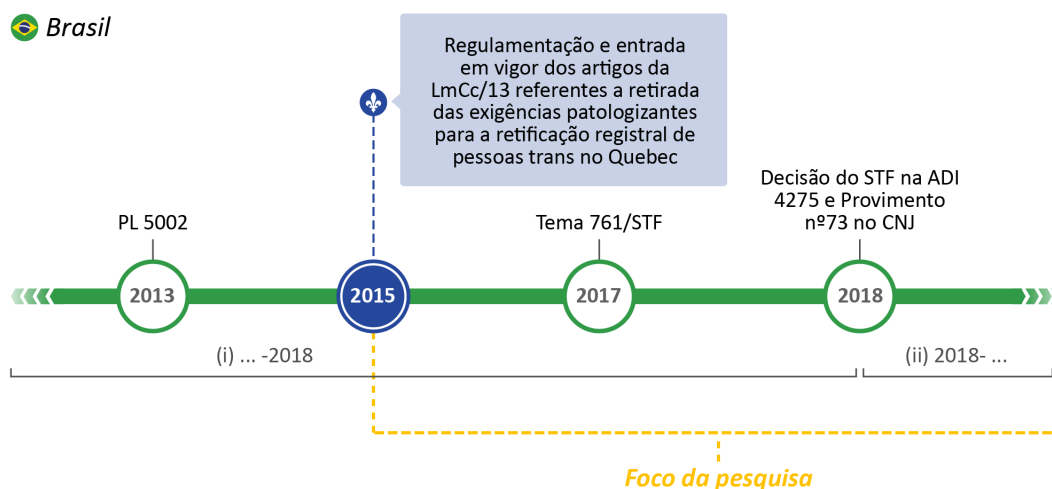 Brasil
Regulamentação e entrada
em vigor dos artigos da
LmCc/13 referentes a retirada
das exigências patologizantes
para a retificação registral de
pessoas trans no Quebec
PL 5002
Tema 761/STF
Decisão do STF na ADI
4275 e Provimento
nº73 no CNJ
2013
2015
2017
2018
(i) ... -2018
(ii) 2018- ...
Foco da pesquisa